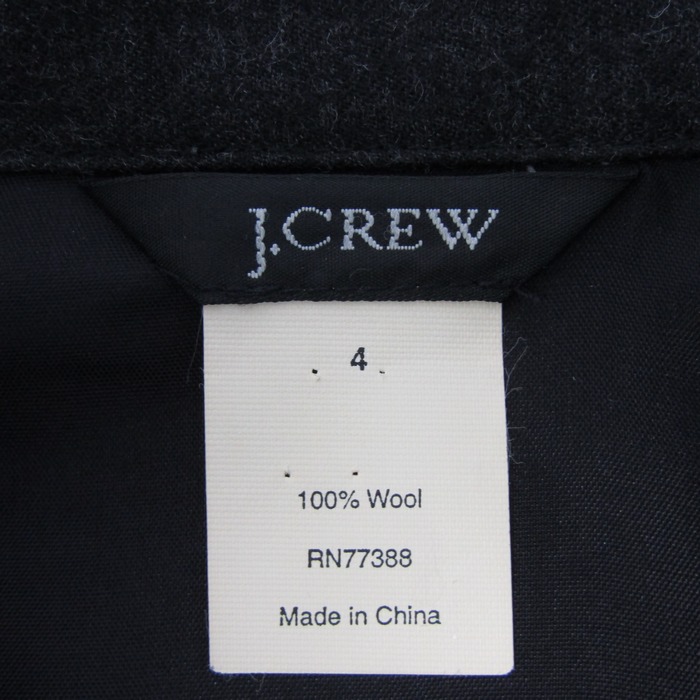 J.CREW
4
100% Wool
RN77388
Made in China